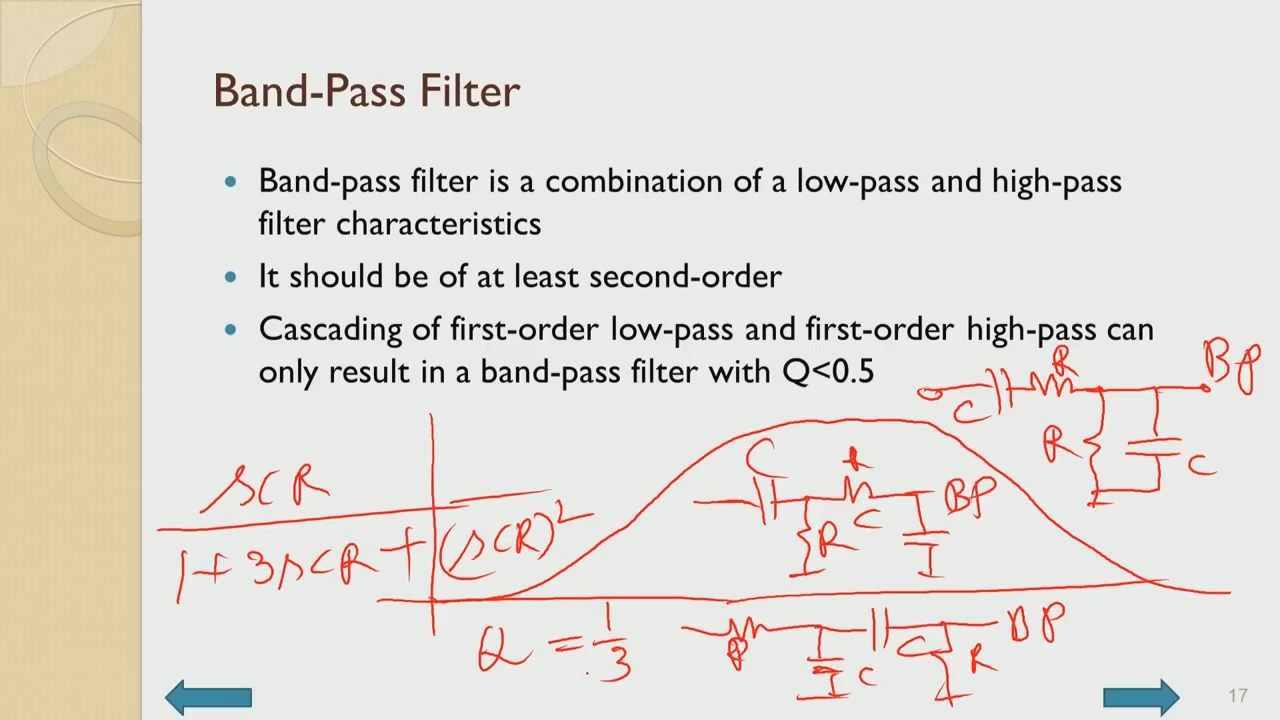 Band-Pass Filter
Band-pass filter is a combination of a low-pass and high-pass
filter characteristics
It should be of at least second-order
Cascading of first-order low-pass and first-order high-pass can
only result in a band-pass filter with Q<0.5
BP
R
C
R
C
sCR
1+3sCR+(sCR)²
C
R
BP
C
R
Q = 1/3
BP
R
C
C
R
17